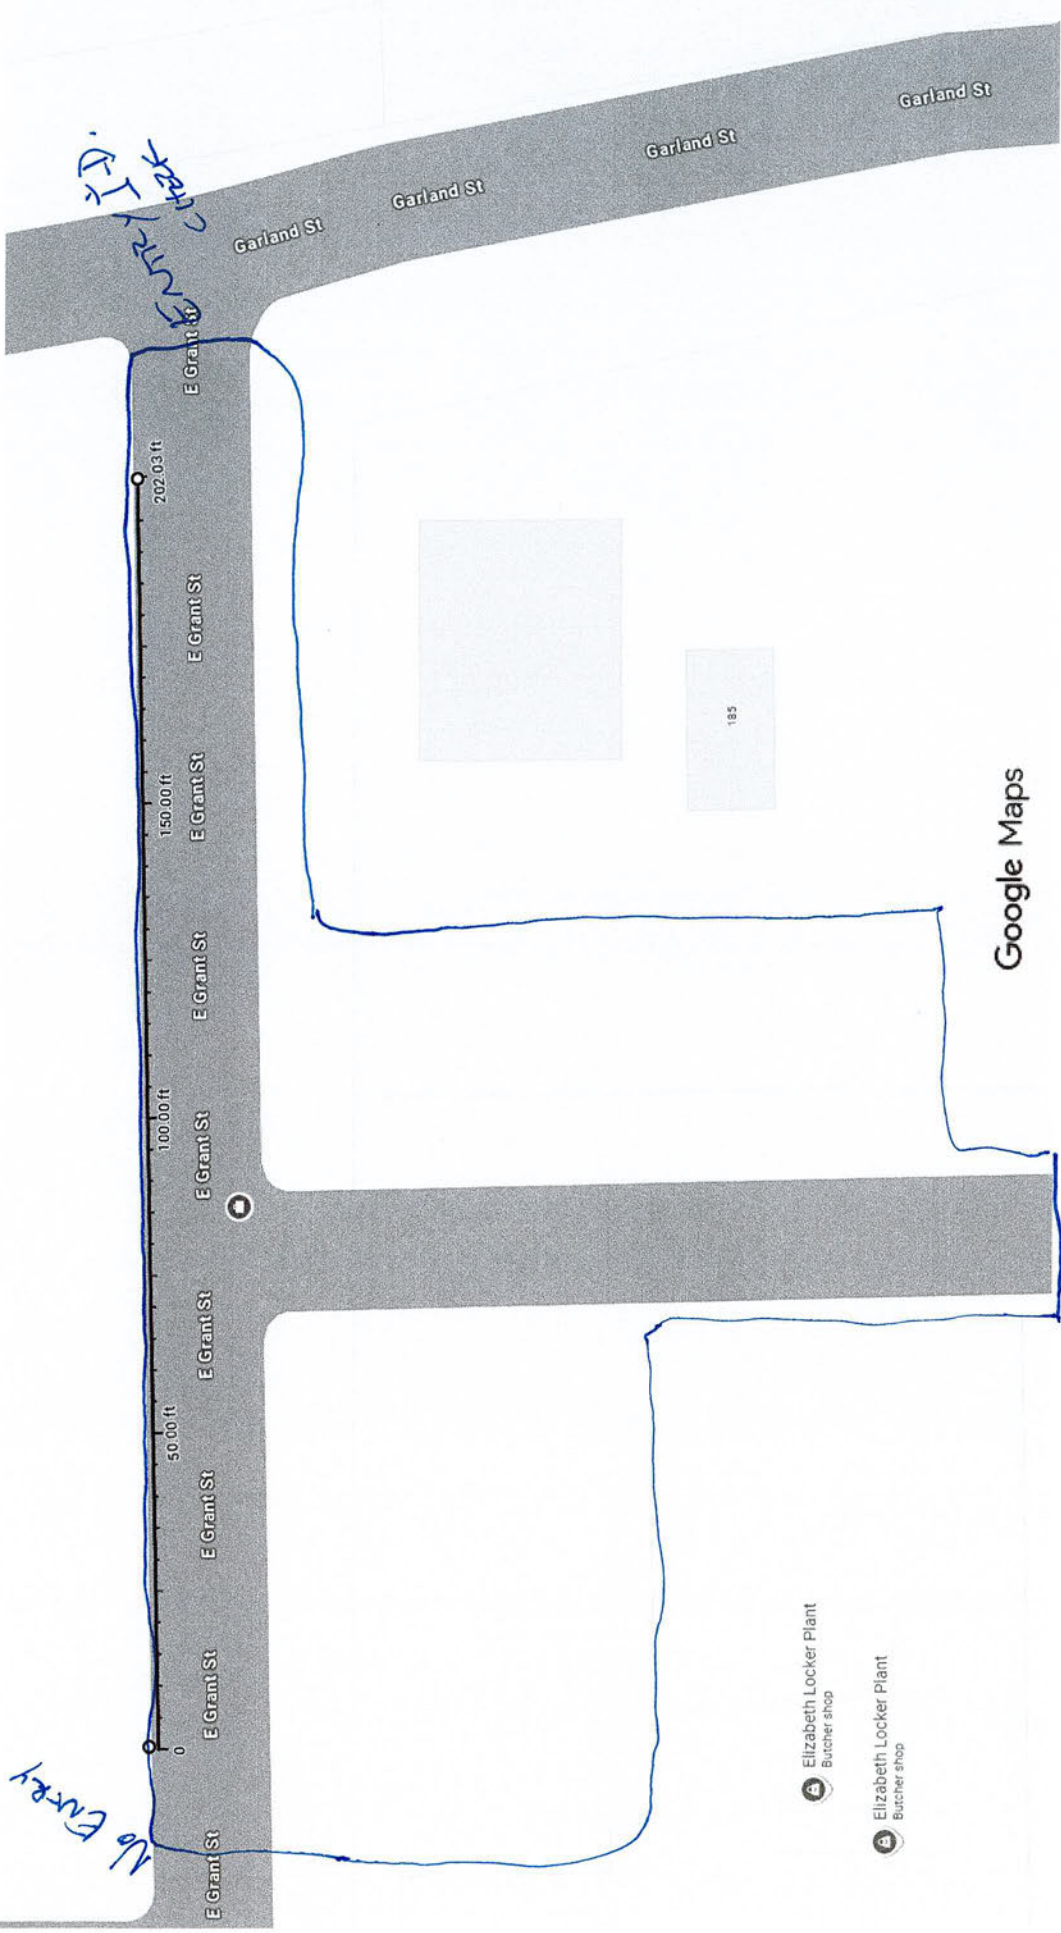 No Entry
ENTRY I.D.
CHECK
0
50.00 ft
100.00 ft
150.00 ft
202.03 ft
E Grant St
E Grant St
E Grant St
E Grant St
E Grant St
E Grant St
E Grant St
E Grant St
E Grant St
Garland St
Garland St
Garland St
Garland St
185
Elizabeth Locker Plant
Butcher shop
Elizabeth Locker Plant
Butcher shop
Google Maps